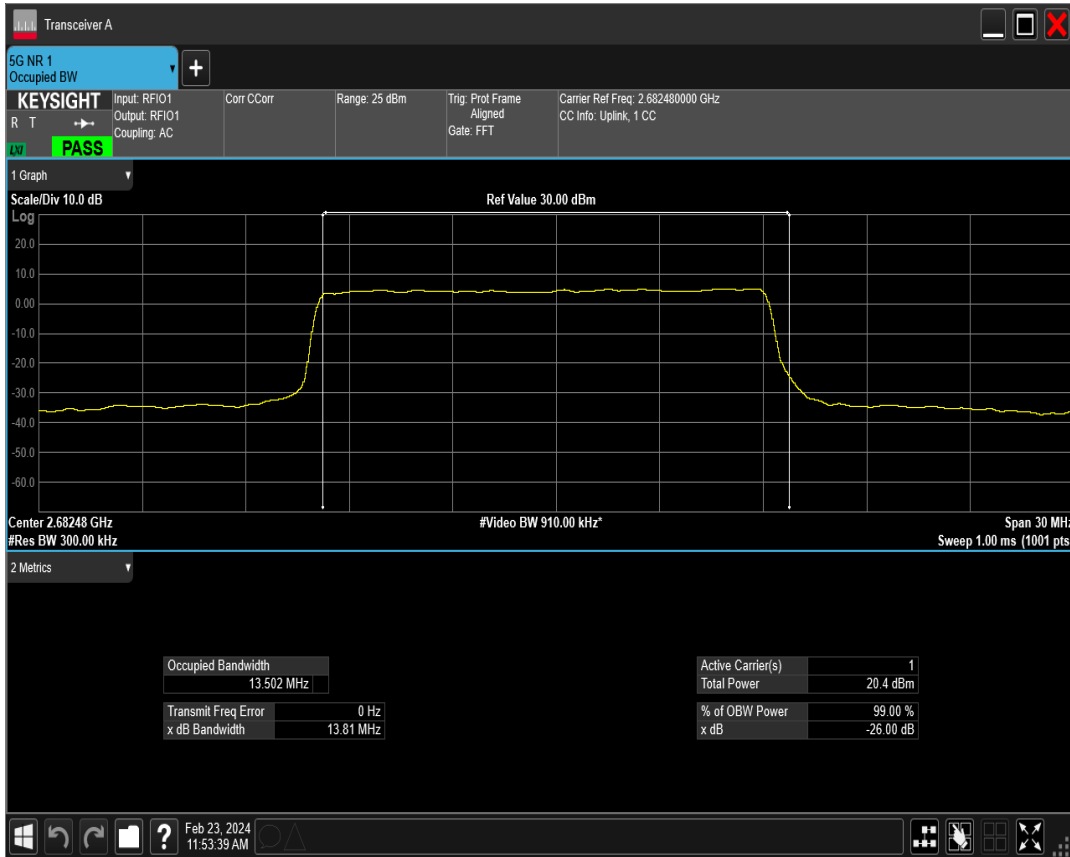 Transceiver A
5G NR 1
Occupied BW
KEYSIGHT
R T
LXI
PASS
Input: RFIO1
Output: RFIO1
Coupling: AC
Corr CCorr
Range: 25 dBm
Trig: Prot Frame
Aligned
Gate: FFT
Carrier Ref Freq: 2.682480000 GHz
CC Info: Uplink, 1 CC
1 Graph
Scale/Div 10.0 dB
Ref Value 30.00 dBm
Log
20.0
10.0
0.00
-10.0
-20.0
-30.0
-40.0
-50.0
-60.0
Center 2.68248 GHz
#Video BW 910.00 kHz*
Span 30 MHz
#Res BW 300.00 kHz
Sweep 1.00 ms (1001 pts
2 Metrics
Occupied Bandwidth
13.502 MHz
Transmit Freq Error 0 Hz
x dB Bandwidth 13.81 MHz
Active Carrier(s) 1
Total Power 20.4 dBm
% of OBW Power 99.00 %
x dB -26.00 dB
?
Feb 23, 2024
11:53:39 AM